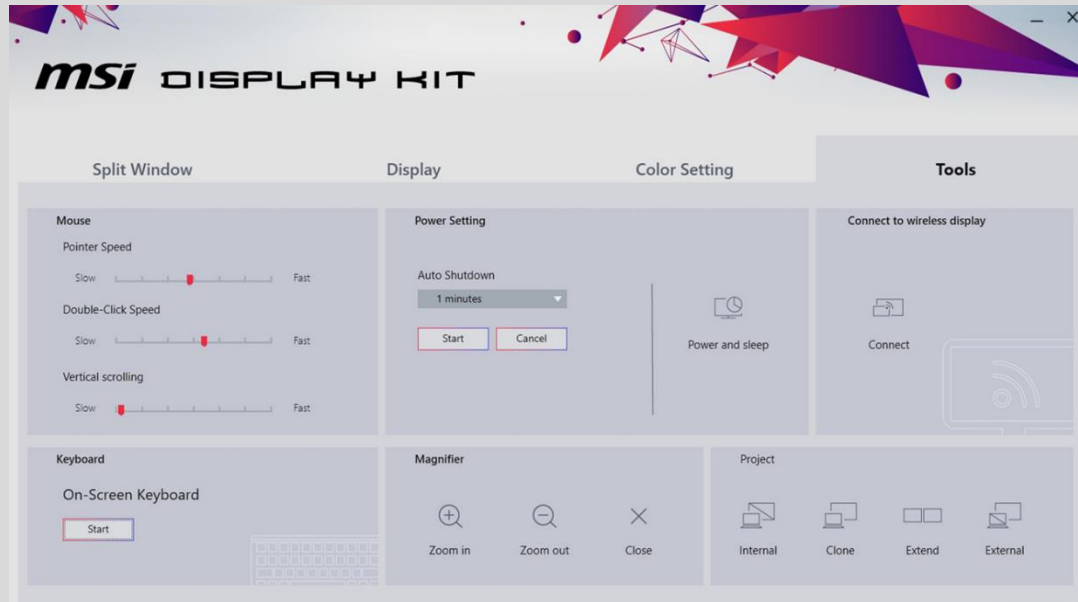 msi DISPLAY KIT
Split Window
Display
Color Setting
Tools
Mouse
Pointer Speed
Slow Fast
Double-Click Speed
Slow Fast
Vertical scrolling
Slow Fast
Power Setting
Auto Shutdown
1 minutes
Start Cancel
Power and sleep
Connect to wireless display
Connect
Keyboard
On-Screen Keyboard
Start
Magnifier
Zoom in Zoom out Close
Project
Internal Clone Extend External